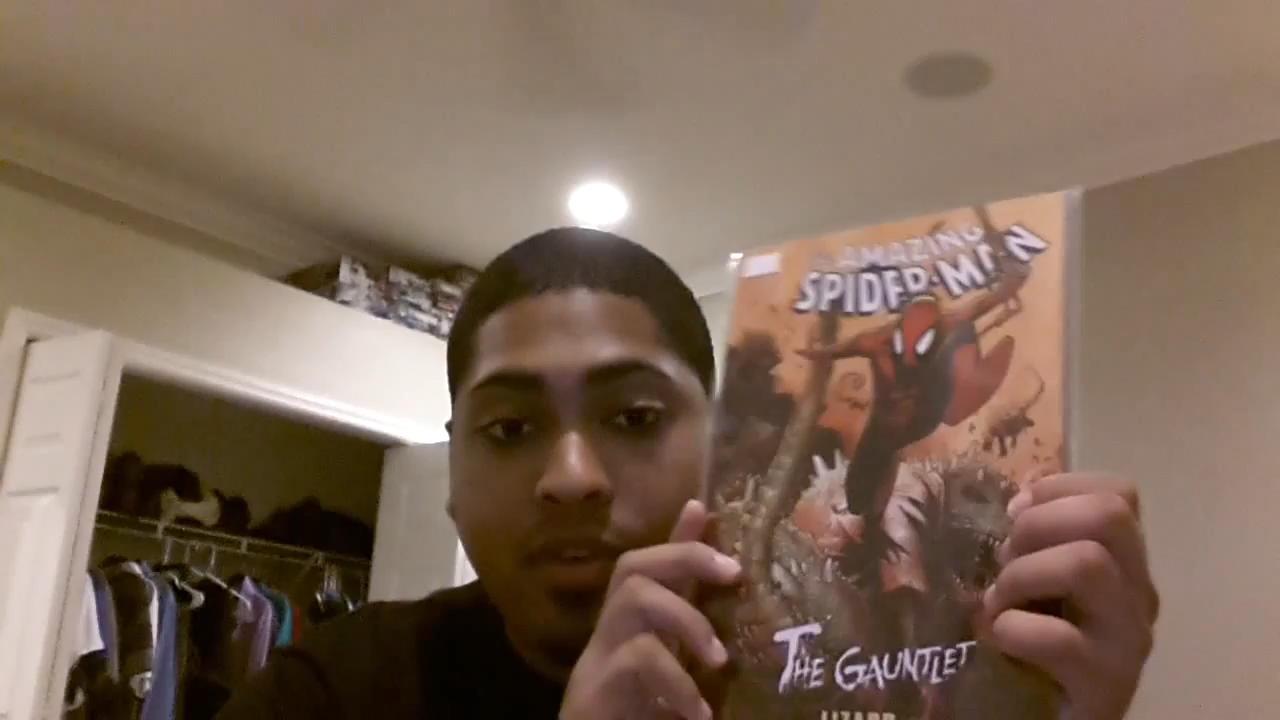 THE AMAZING
SPIDER-MAN
THE GAUNTLET
LIZARD